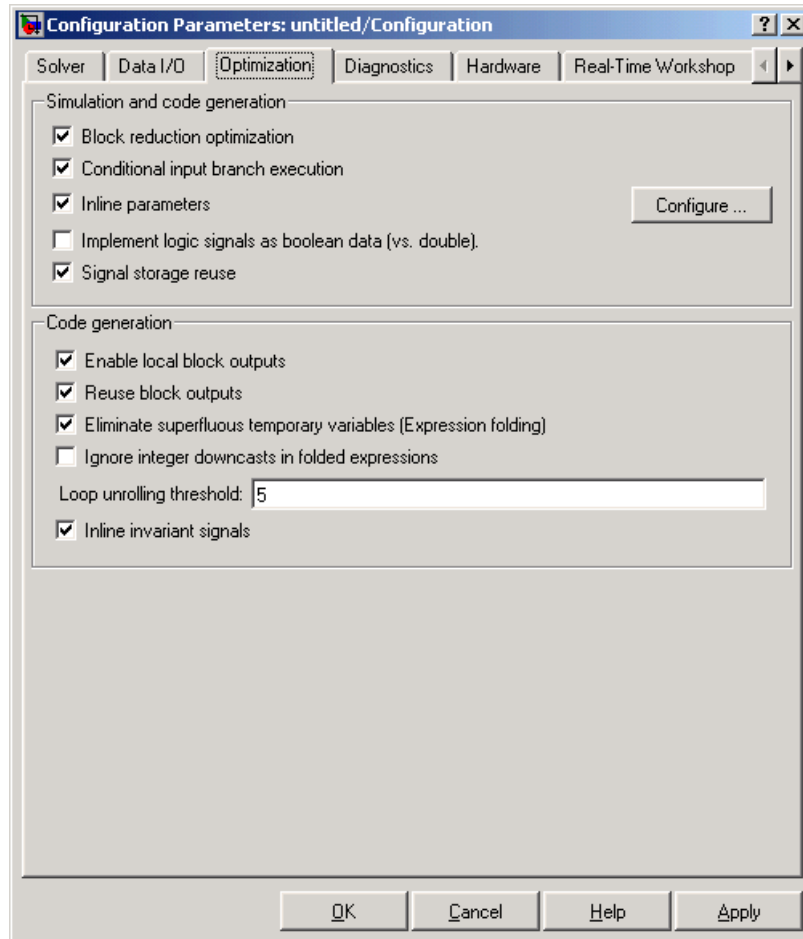 Configuration Parameters: untitled/Configuration
Solver Data I/O Optimization Diagnostics Hardware Real-Time Workshop
Simulation and code generation
Block reduction optimization
Conditional input branch execution
Inline parameters
Configure ...
Implement logic signals as boolean data (vs. double).
Signal storage reuse
Code generation
Enable local block outputs
Reuse block outputs
Eliminate superfluous temporary variables (Expression folding)
Ignore integer downcasts in folded expressions
Loop unrolling threshold: 5
Inline invariant signals
OK Cancel Help Apply